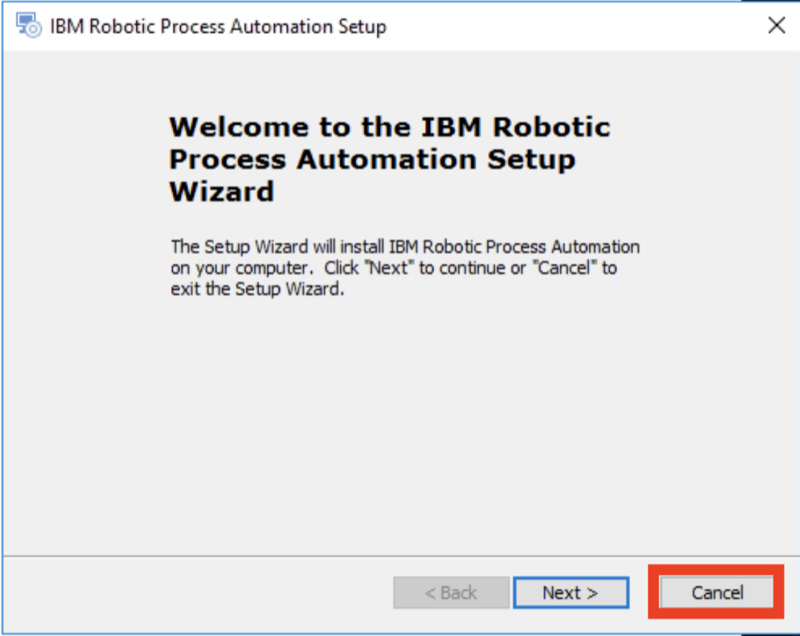 IBM Robotic Process Automation Setup
Welcome to the IBM Robotic
Process Automation Setup
Wizard
The Setup Wizard will install IBM Robotic Process Automation
on your computer.  Click "Next" to continue or "Cancel" to
exit the Setup Wizard.
< Back
Next >
Cancel